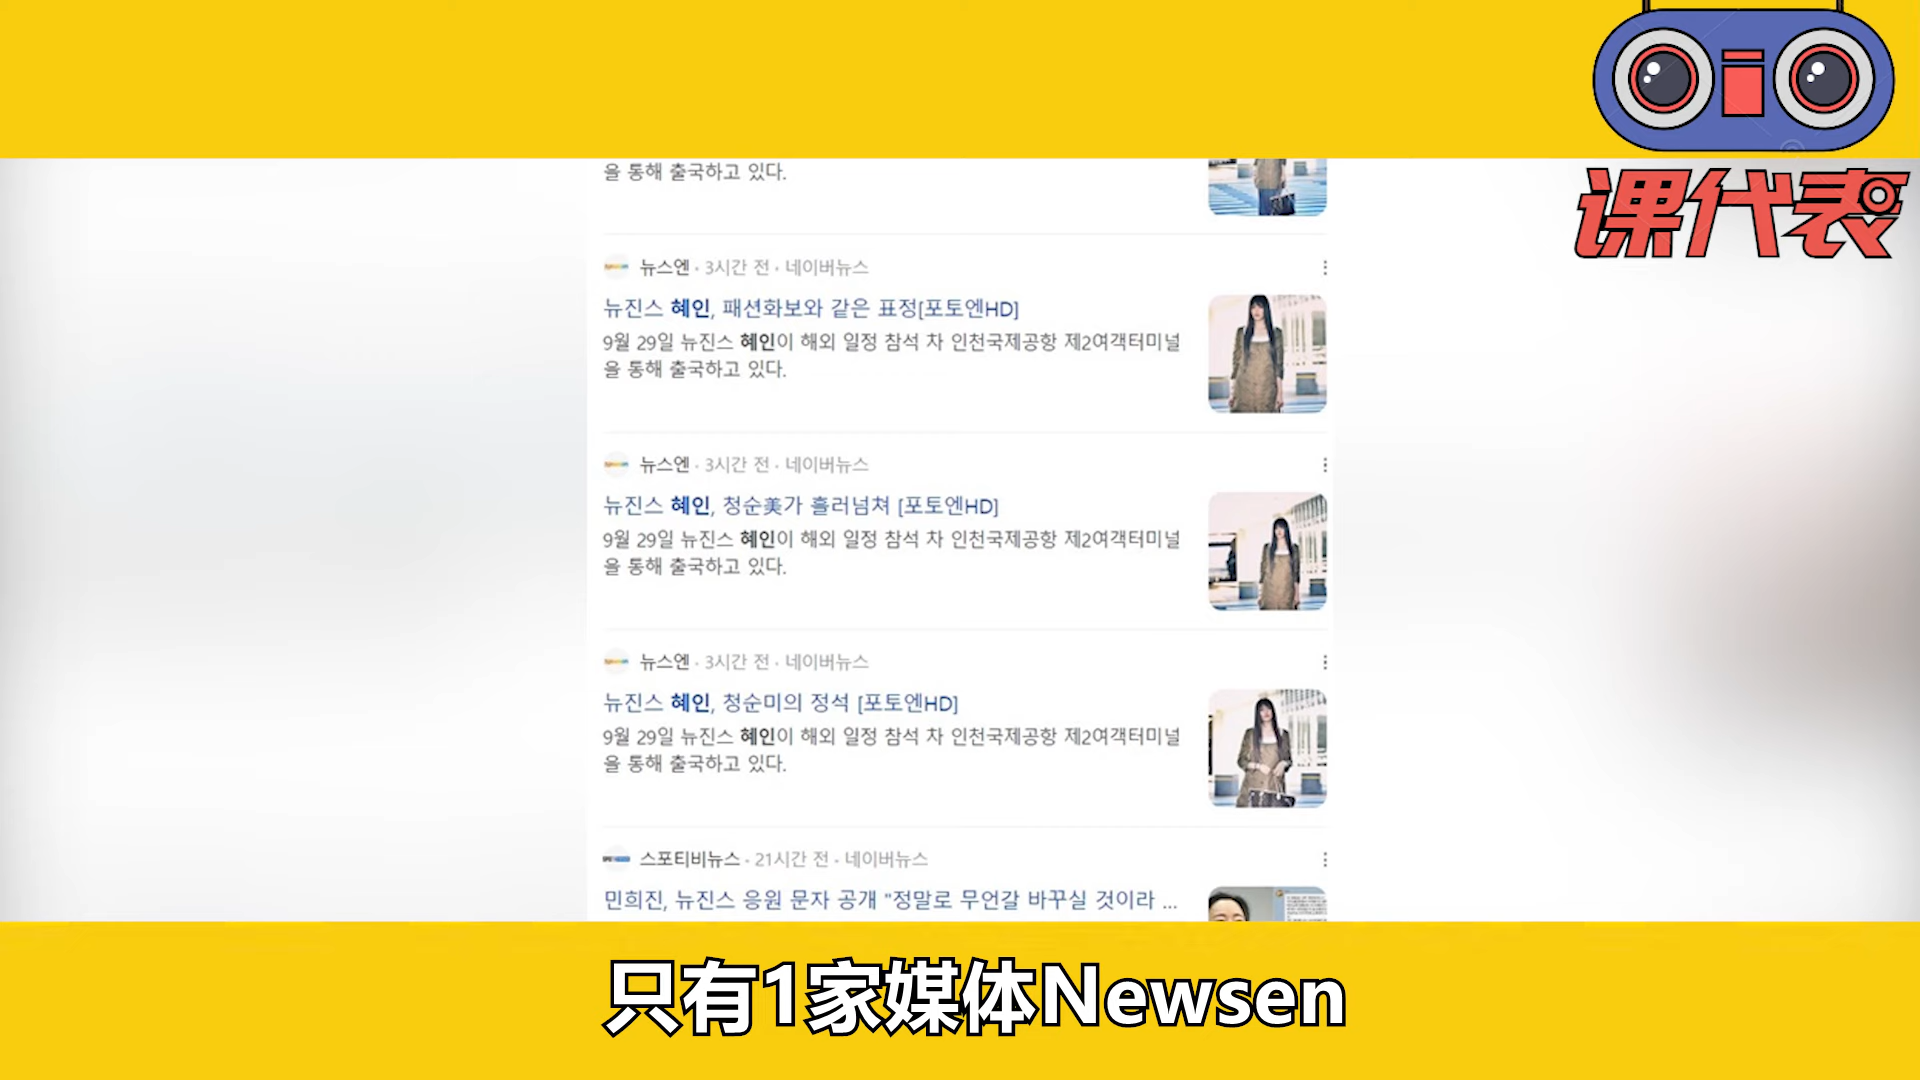 课代表
을 통해 출국하고 있다.
뉴스엔 · 3시간 전 · 네이버뉴스
뉴진스 혜인, 패션화보와 같은 표정[포토엔HD]
9월 29일 뉴진스 혜인이 해외 일정 참석 차 인천국제공항 제2여객터미널
을 통해 출국하고 있다.
뉴스엔 · 3시간 전 · 네이버뉴스
뉴진스 혜인, 청순美가 흘러넘쳐 [포토엔HD]
9월 29일 뉴진스 혜인이 해외 일정 참석 차 인천국제공항 제2여객터미널
을 통해 출국하고 있다.
뉴스엔 · 3시간 전 · 네이버뉴스
뉴진스 혜인, 청순미의 정석 [포토엔HD]
9월 29일 뉴진스 혜인이 해외 일정 참석 차 인천국제공항 제2여객터미널
을 통해 출국하고 있다.
스포티비뉴스 · 21시간 전 · 네이버뉴스
민희진, 뉴진스 응원 문자 공개 "정말로 무언갈 바꾸실 것이라 ...
只有1家媒体Newsen